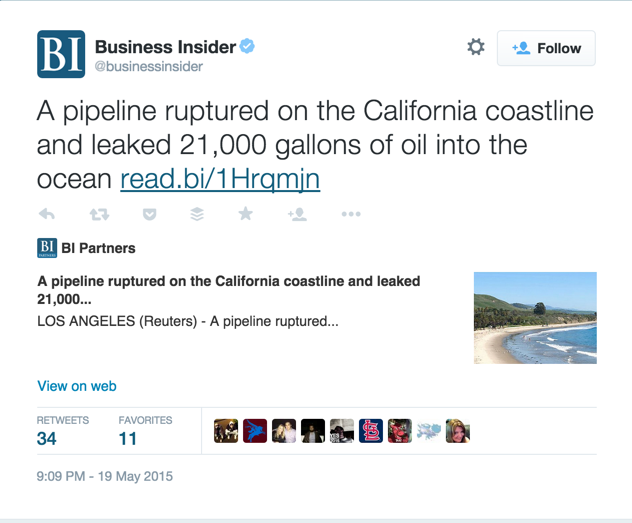 BI
Business Insider
@businessinsider
Follow
A pipeline ruptured on the California coastline
and leaked 21,000 gallons of oil into the
ocean read.bi/1Hrqmjn
BI
BI Partners
A pipeline ruptured on the California coastline and leaked
21,000...
LOS ANGELES (Reuters) - A pipeline ruptured...
View on web
RETWEETS
34
FAVORITES
11
9:09 PM - 19 May 2015